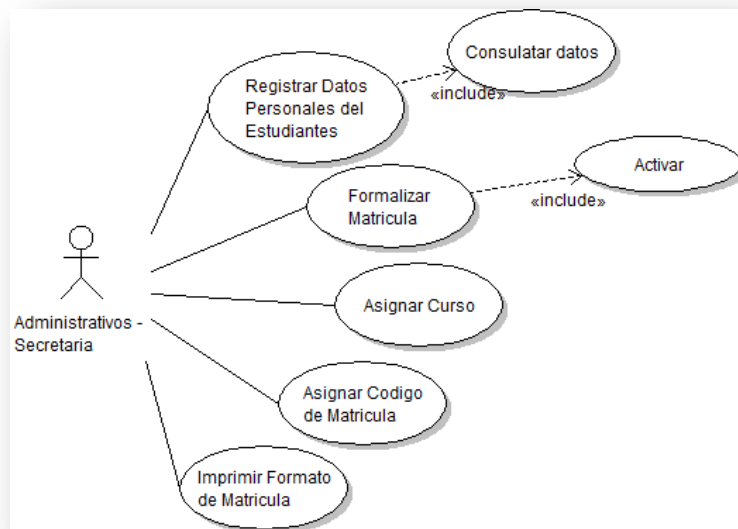 Consulatar datos
Registrar Datos
Personales del
Estudiantes
«include»
Activar
Formalizar
Matricula
«include»
Asignar Curso
Administrativos -
Secretaria
Asignar Codigo
de Matricula
Imprimir Formato
de Matricula